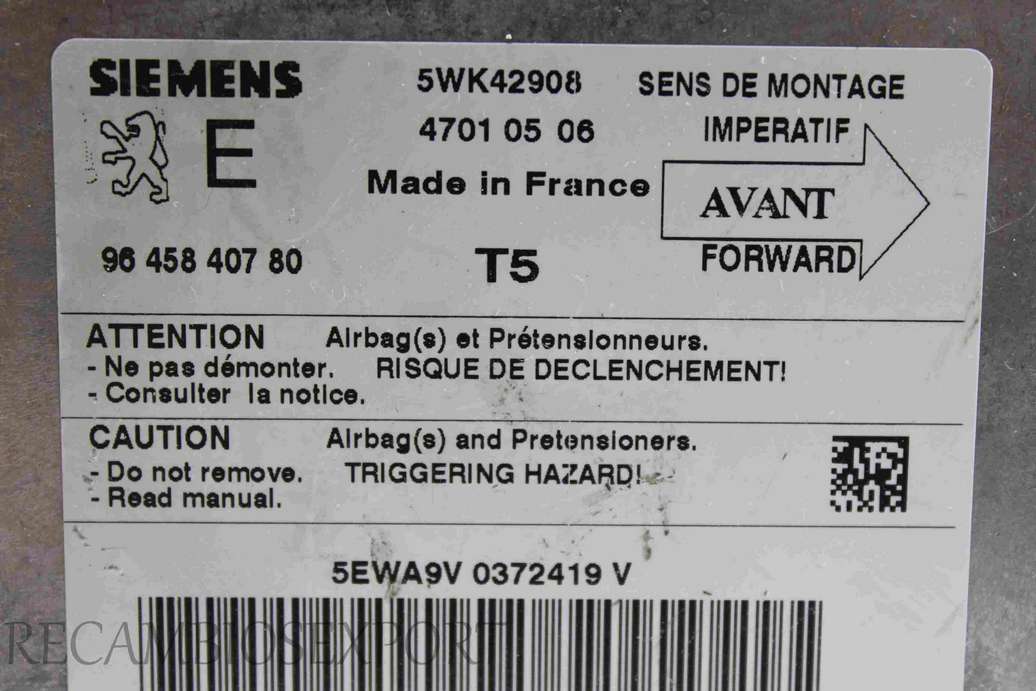 SIEMENS 5WK42908 SENS DE MONTAGE
E 4701 05 06 IMPERATIF
Made in France AVANT
96 458 407 80 T5 FORWARD
ATTENTION Airbag(s) et Prétensionneurs.
- Ne pas démonter. RISQUE DE DECLENCHEMENT!
- Consulter la notice.
CAUTION Airbag(s) and Pretensioners.
- Do not remove. TRIGGERING HAZARD!
- Read manual.
5EWA9V 0372419 V
RECAMBIOSEXPORT